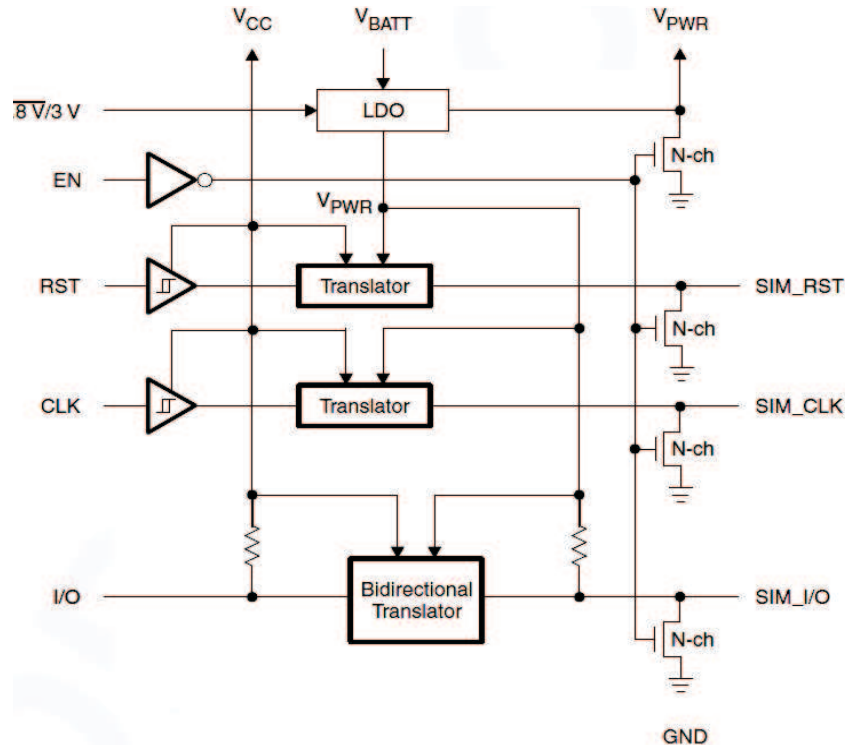 VCC
VBATT
VPWR
.8 V/3 V
LDO
EN
N-ch
VPWR
RST
Translator
SIM_RST
N-ch
CLK
Translator
SIM_CLK
N-ch
I/O
Bidirectional
Translator
SIM_I/O
N-ch
GND